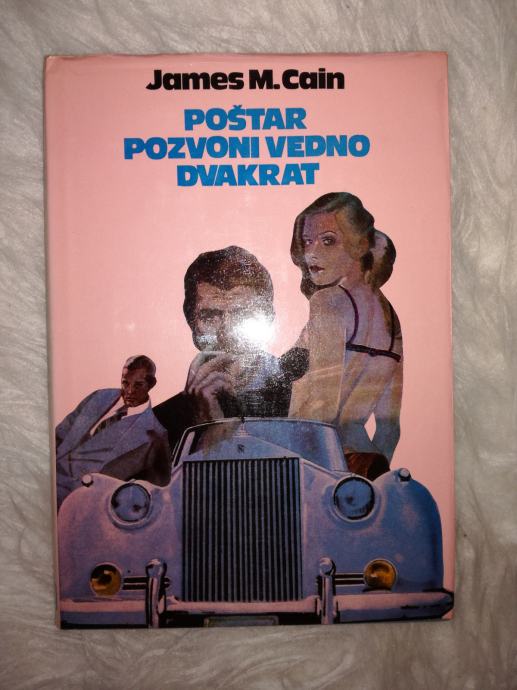 James M. Cain
POŠTAR
POZVONI VEDNO
DVAKRAT